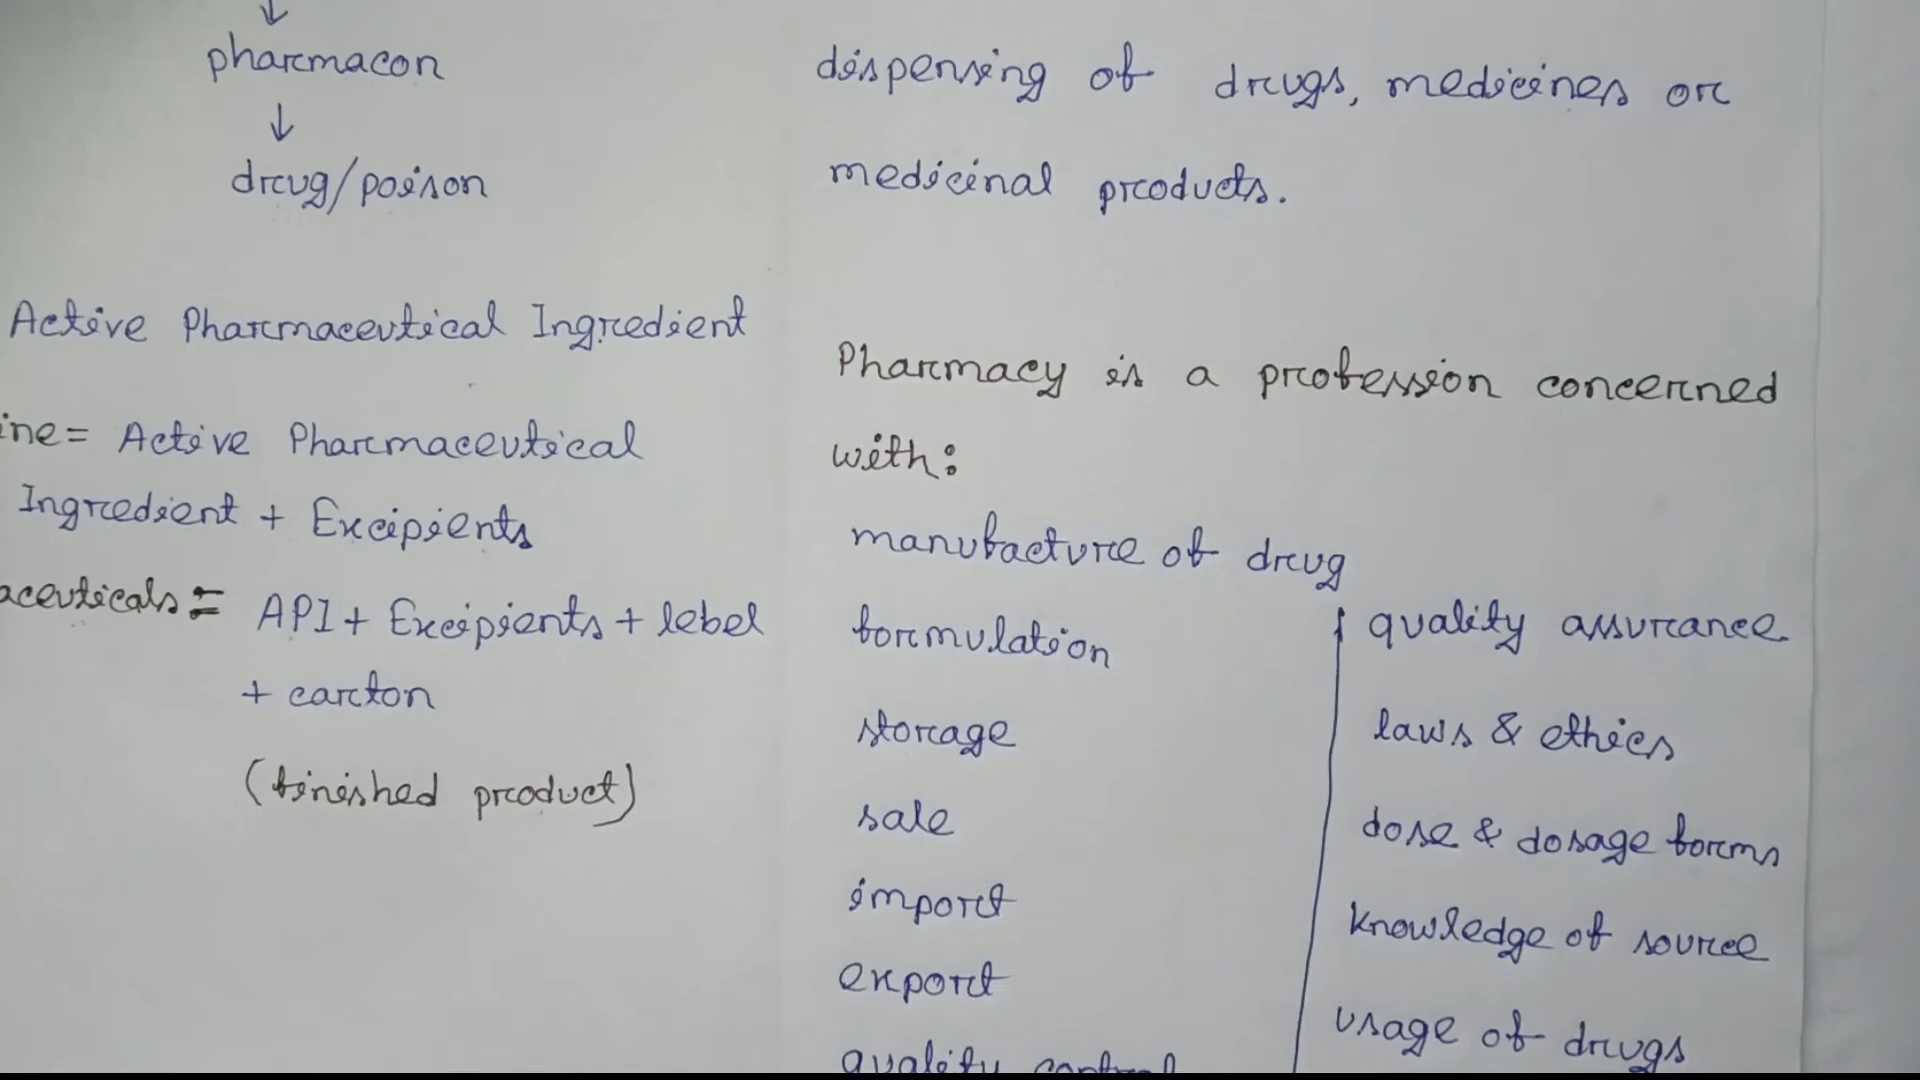 ↓
pharmacon
↓
drug/poison
Active Pharmaceutical Ingredient
ine= Active Pharmaceutical
Ingredient + Excipients
aceuticals = API + Excipients + lebel
+ carton
(finished product)
dispensing of drugs, medicines or
medicinal products.
Pharmacy is a profession concerned
with:
manufacture of drug
formulation
storage
sale
import
export
quality control
quality assurance
laws & ethics
dose & dosage forms
knowledge of source
usage of drugs